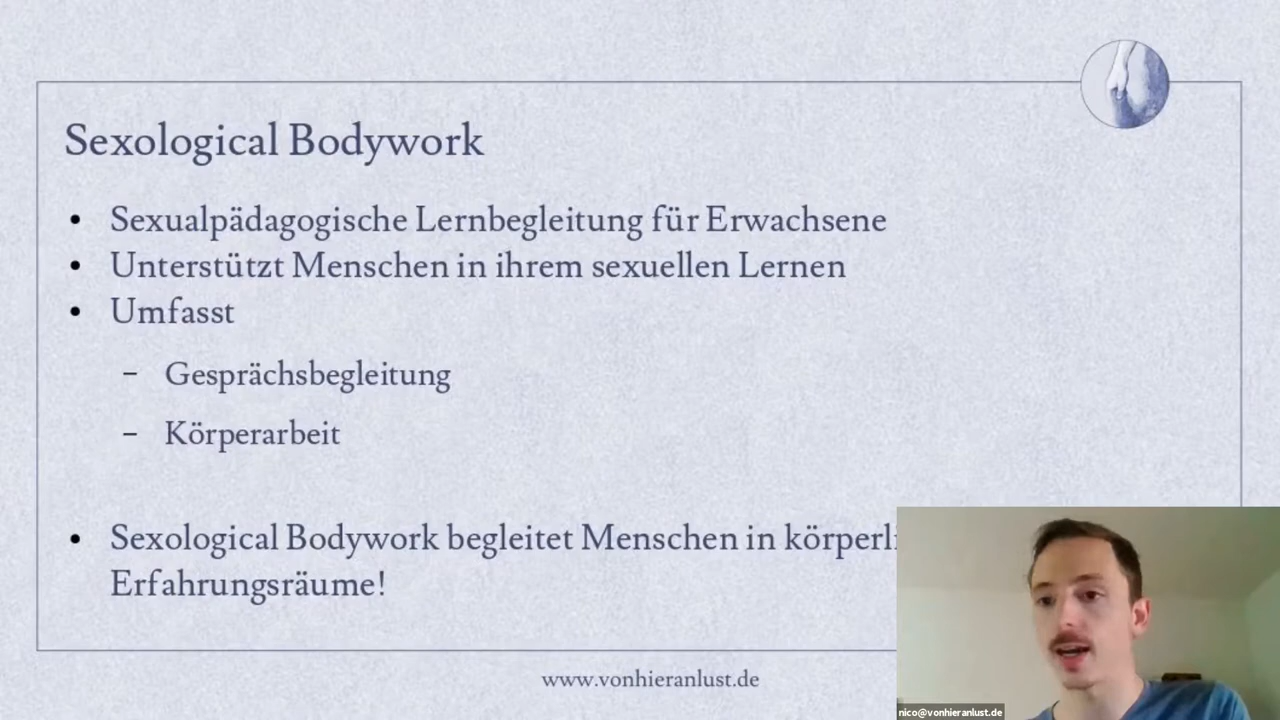 Sexological Bodywork
• Sexualpädagogische Lernbegleitung für Erwachsene
• Unterstützt Menschen in ihrem sexuellen Lernen
• Umfasst
– Gesprächsbegleitung
– Körperarbeit
• Sexological Bodywork begleitet Menschen in
Erfahrungsräume!
www.vonhieranlust.de
nico@vonhieranlust.de